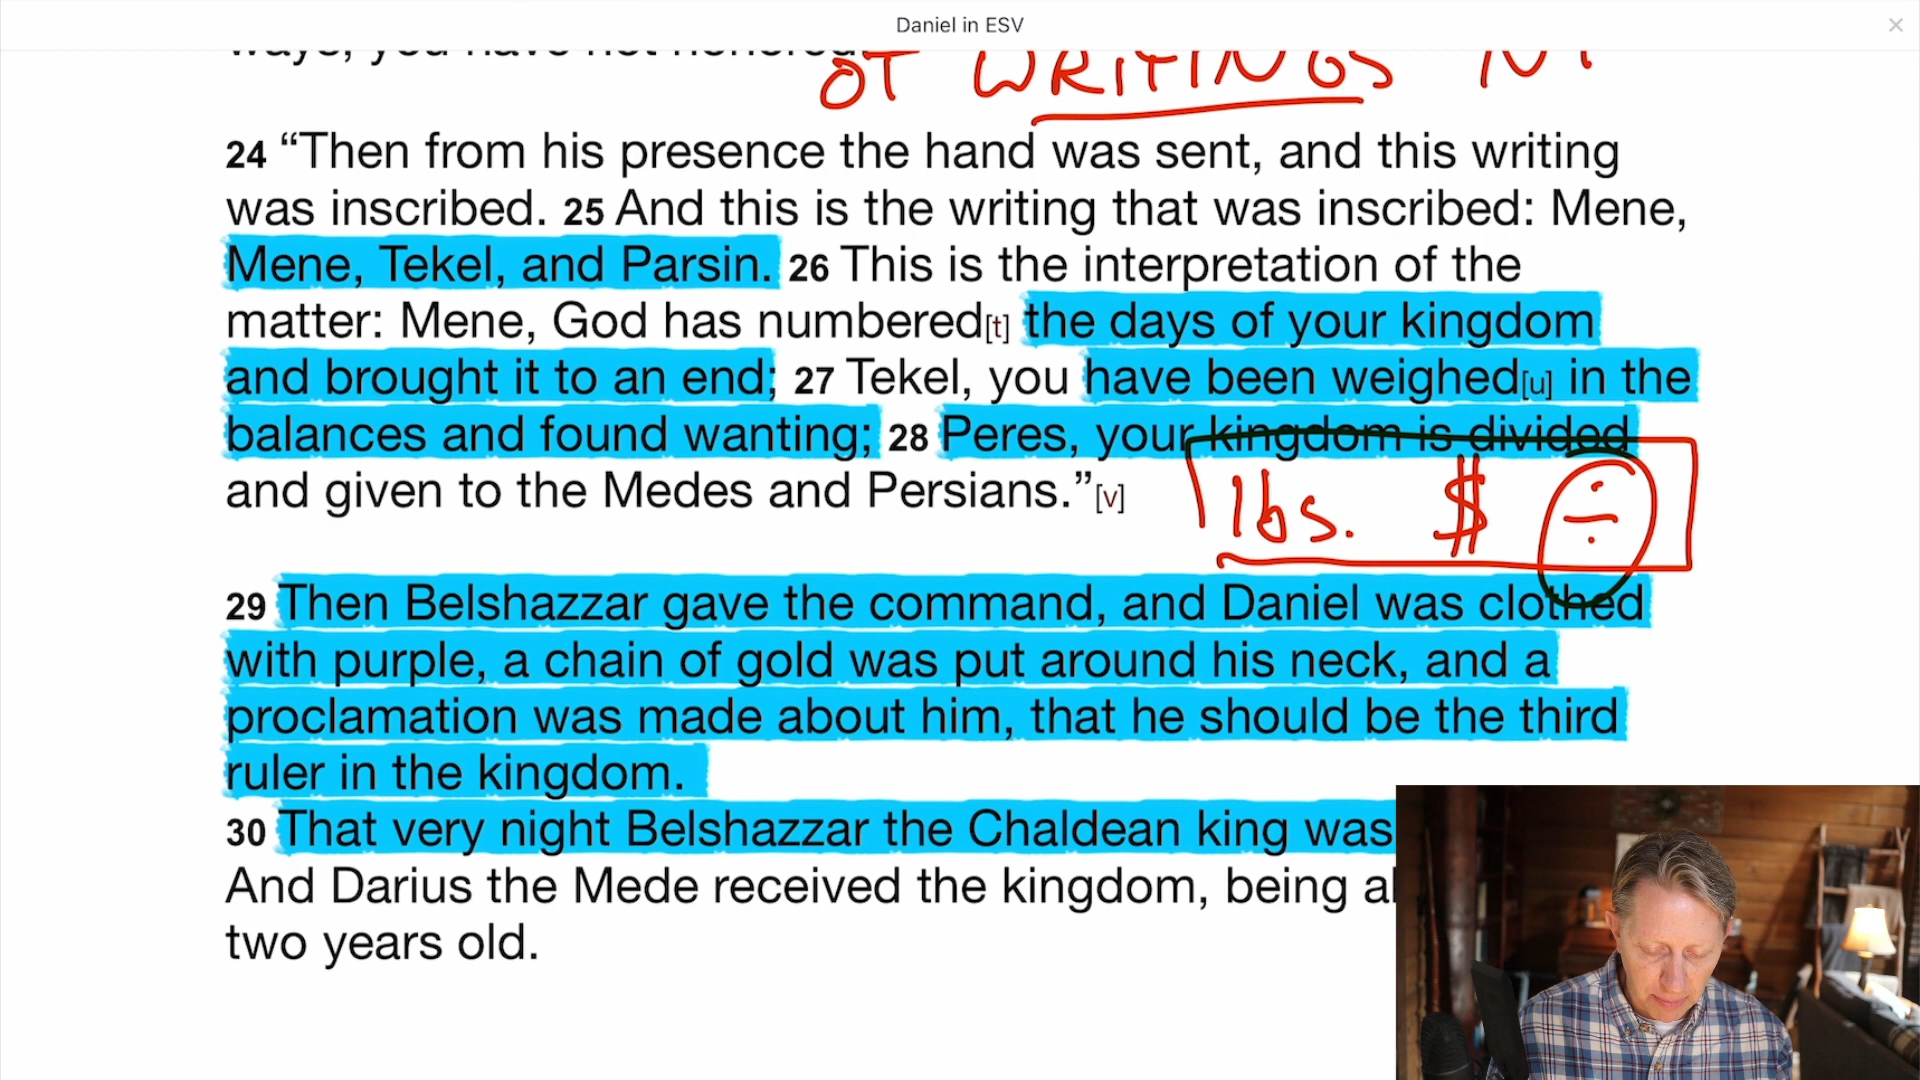 Daniel in ESV
ways, you have not honored.
OT WRITINGS
24 “Then from his presence the hand was sent, and this writing
was inscribed. 25 And this is the writing that was inscribed: Mene,
Mene, Tekel, and Parsin. 26 This is the interpretation of the
matter: Mene, God has numbered[t] the days of your kingdom
and brought it to an end; 27 Tekel, you have been weighed[u] in the
balances and found wanting; 28 Peres, your kingdom is divided
and given to the Medes and Persians.”[v]
lbs. $ ÷
29 Then Belshazzar gave the command, and Daniel was clothed
with purple, a chain of gold was put around his neck, and a
proclamation was made about him, that he should be the third
ruler in the kingdom.
30 That very night Belshazzar the Chaldean king was
And Darius the Mede received the kingdom, being
two years old.